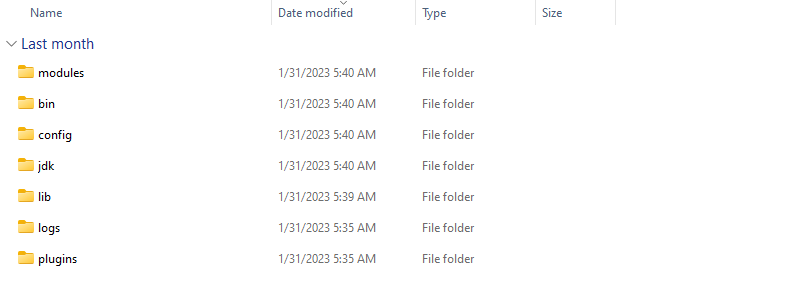 Name Date modified Type Size
Last month
modules 1/31/2023 5:40 AM File folder
bin 1/31/2023 5:40 AM File folder
config 1/31/2023 5:40 AM File folder
jdk 1/31/2023 5:40 AM File folder
lib 1/31/2023 5:39 AM File folder
logs 1/31/2023 5:35 AM File folder
plugins 1/31/2023 5:35 AM File folder